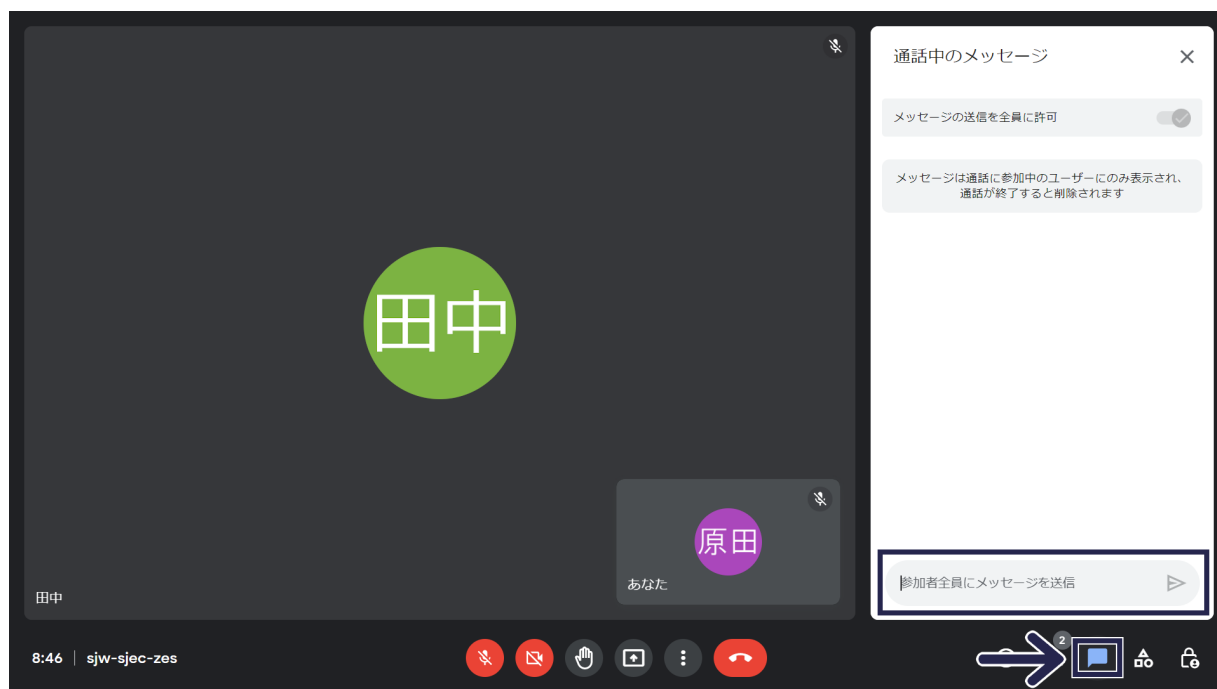 通話中のメッセージ
メッセージの送信を全員に許可
メッセージは通話に参加中のユーザーにのみ表示され、
通話が終了すると削除されます
田中
原田
あなた
田中
参加者全員にメッセージを送信
8:46 | sjw-sjec-zes
2